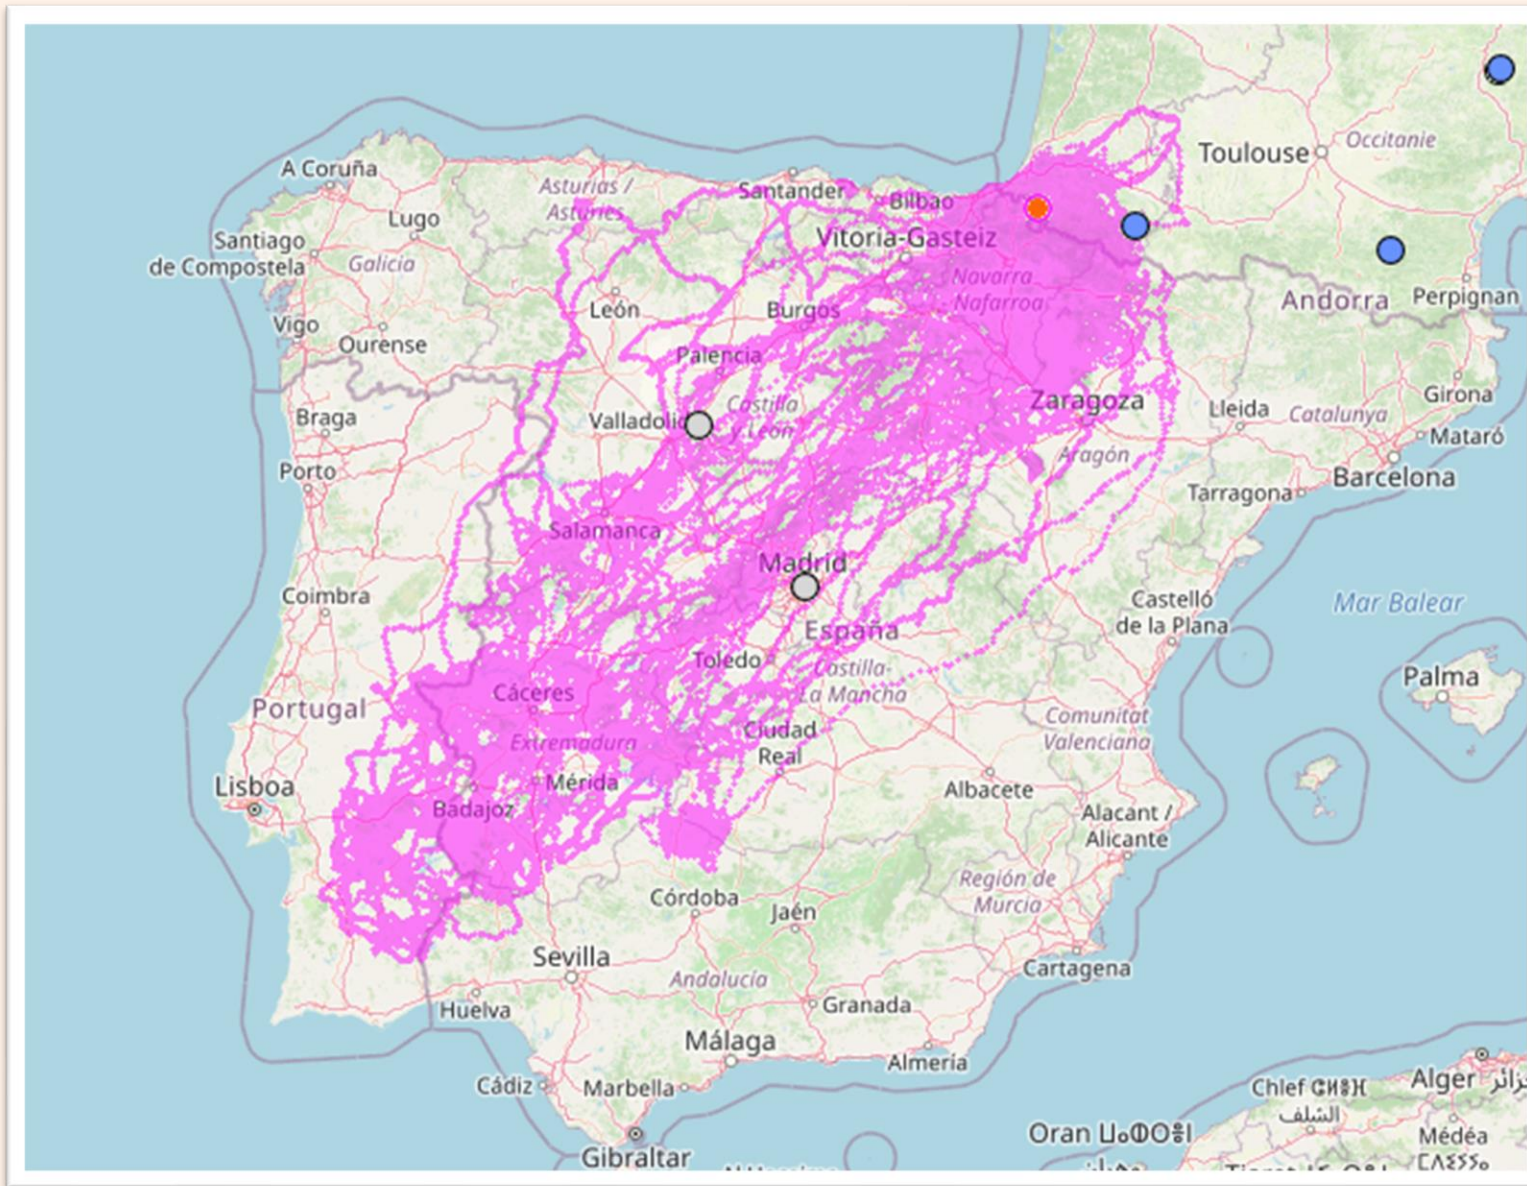 Toulouse
Occitanie
A Coruña
Asturias /
Asturies
Santander
Bilbao
Lugo
Santiago
de Compostela
Galicia
Vitoria-Gasteiz
Navarra
Nafarroa
León
Burgos
Andorra
Perpignan
Vigo
Ourense
Palencia
Girona
Braga
Valladolid
Castilla
y León
Zaragoza
Lleida
Catalunya
Mataró
Porto
Aragón
Barcelona
Tarragona
Salamanca
Madrid
Coimbra
Castelló
de la Plana
Mar Balear
España
Toledo
Castilla-
La Mancha
Palma
Portugal
Cáceres
Extremadura
Ciudad
Real
Comunitat
Valenciana
Lisboa
Mérida
Albacete
Badajoz
Alacant /
Alicante
Córdoba
Jaén
Región de
Murcia
Sevilla
Andalucía
Cartagena
Huelva
Granada
Málaga
Almería
Cádiz
Marbella
Gibraltar
Chlef ⵛⵍⴻⴼ
الشلف
Alger
Oran ⵡⴰⵀⵔⴰⵏ
وهران
Médéa